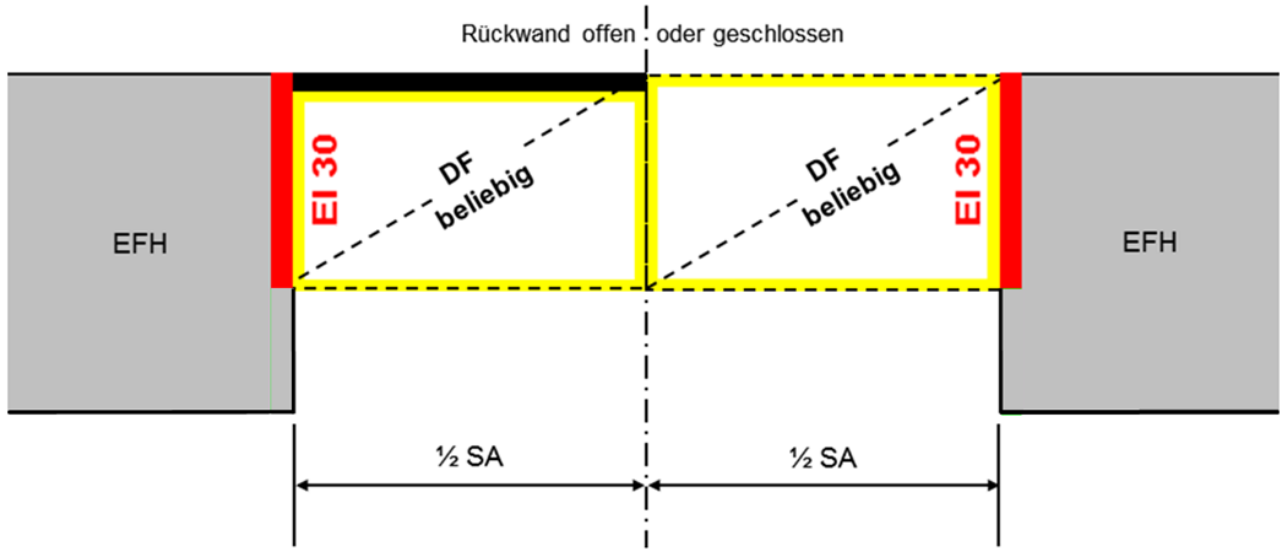 Rückwand offen oder geschlossen
EI 30
DF
beliebig
DF
beliebig
EI 30
EFH
EFH
½ SA
½ SA